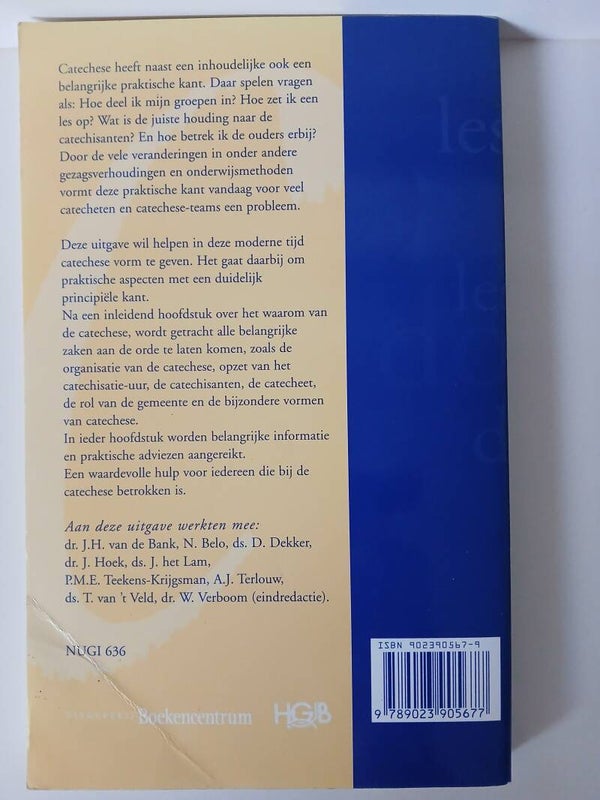 Catechese heeft naast een inhoudelijke ook een
belangrijke praktische kant. Daar spelen vragen
als: Hoe deel ik mijn groepen in? Hoe zet ik een
les op? Wat is de juiste houding naar de
catechisanten? En hoe betrek ik de ouders erbij?
Door de vele veranderingen in onder andere
gezagsverhoudingen en onderwijsmethoden
vormt deze praktische kant vandaag voor veel
catecheten en catechese-teams een probleem.
Deze uitgave wil helpen in deze moderne tijd
catechese vorm te geven. Het gaat daarbij om
praktische aspecten met een duidelijk
principiële kant.
Na een inleidend hoofdstuk over het waarom van
de catechese, wordt getracht alle belangrijke
zaken aan de orde te laten komen, zoals de
organisatie van de catechese, opzet van het
catechisatie-uur, de catechisanten, de catecheet,
de rol van de gemeente en de bijzondere vormen
van catechese.
In ieder hoofdstuk worden belangrijke informatie
en praktische adviezen aangereikt.
Een waardevolle hulp voor iedereen die bij de
catechese betrokken is.
Aan deze uitgave werkten mee:
dr. J.H. van de Bank, N. Belo, ds. D. Dekker,
dr. J. Hoek, ds. J. het Lam,
P.M.E. Teekens-Krijgsman, A.J. Terlouw,
ds. T. van 't Veld, dr. W. Verboom (eindredactie).
NUGI 636
UITGEVERIJ Boekencentrum HGJB
les
les
d
ISBN 902390567-9
9 789023 905677